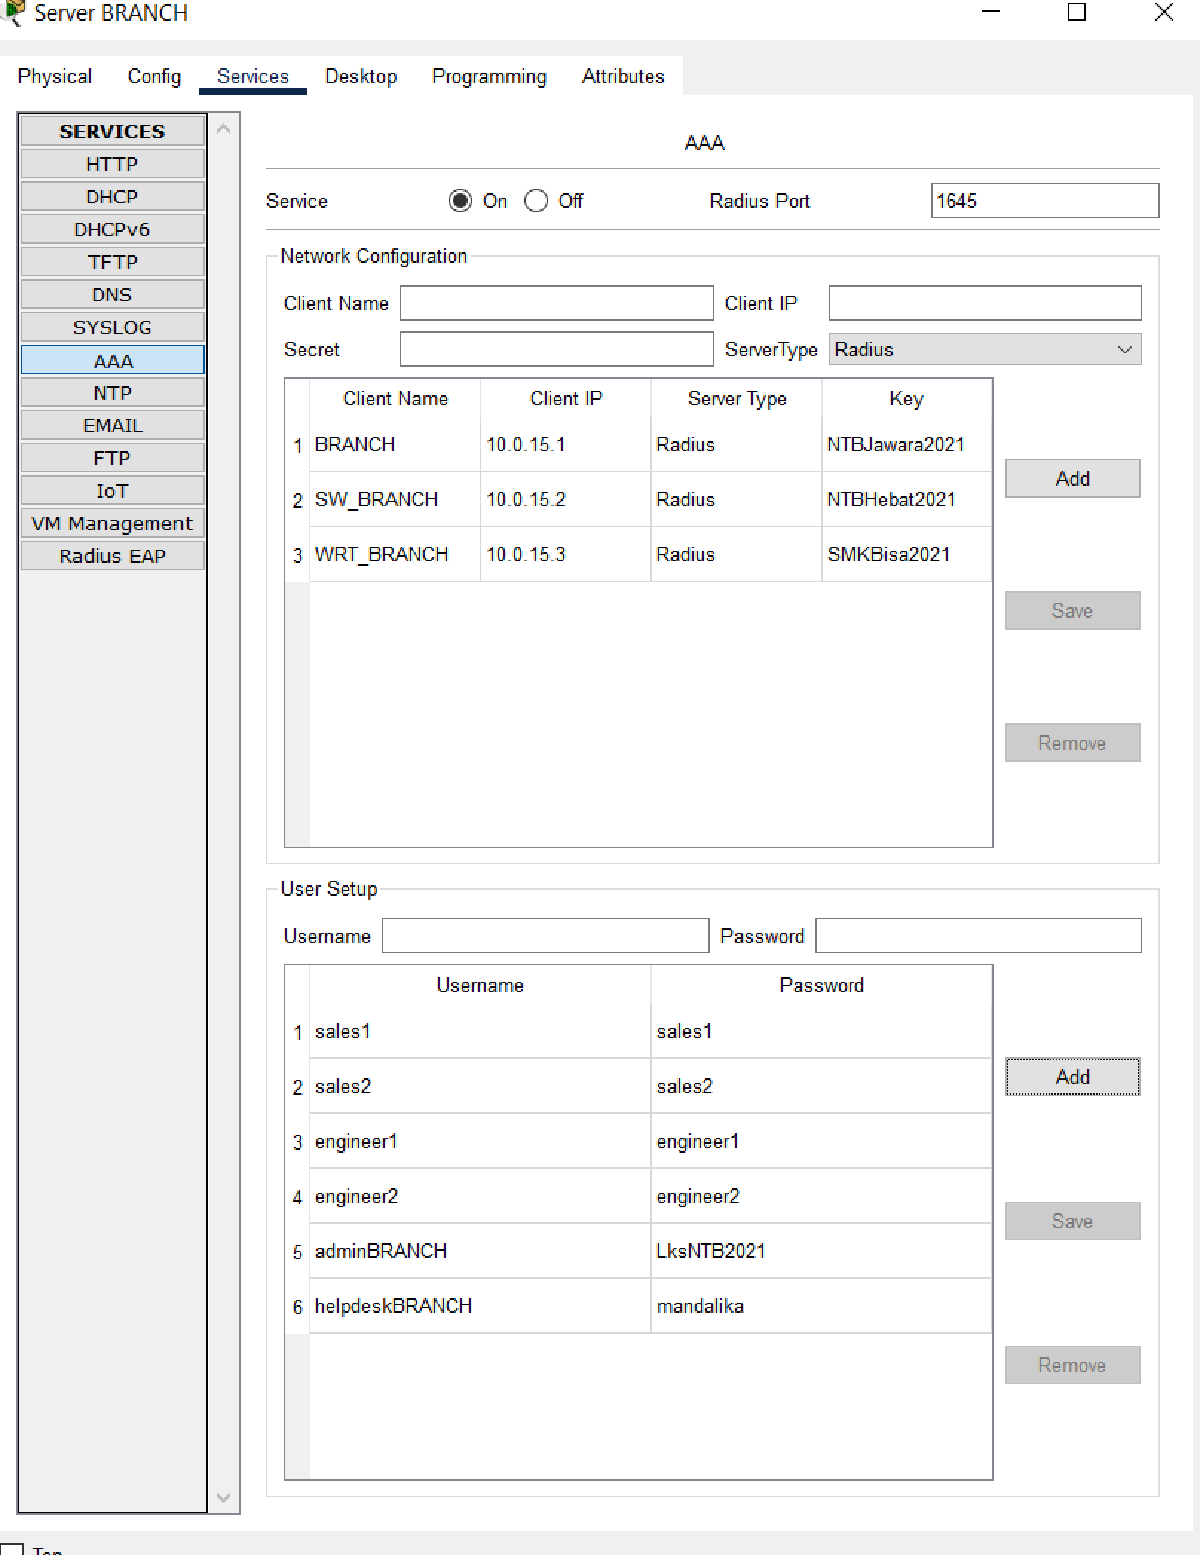 Server BRANCH
Physical Config Services Desktop Programming Attributes
SERVICES
HTTP
DHCP
DHCPv6
TFTP
DNS
SYSLOG
AAA
NTP
EMAIL
FTP
IoT
VM Management
Radius EAP
AAA
Service On Off Radius Port 1645
Network Configuration
Client Name Client IP
Secret ServerType Radius
Client Name Client IP Server Type Key
1 BRANCH 10.0.15.1 Radius NTBJawara2021
2 SW_BRANCH 10.0.15.2 Radius NTBHebat2021
3 WRT_BRANCH 10.0.15.3 Radius SMKBisa2021
Add
Save
Remove
User Setup
Username Password
Username Password
1 sales1 sales1
2 sales2 sales2
3 engineer1 engineer1
4 engineer2 engineer2
5 adminBRANCH LksNTB2021
6 helpdeskBRANCH mandalika
Add
Save
Remove
Top